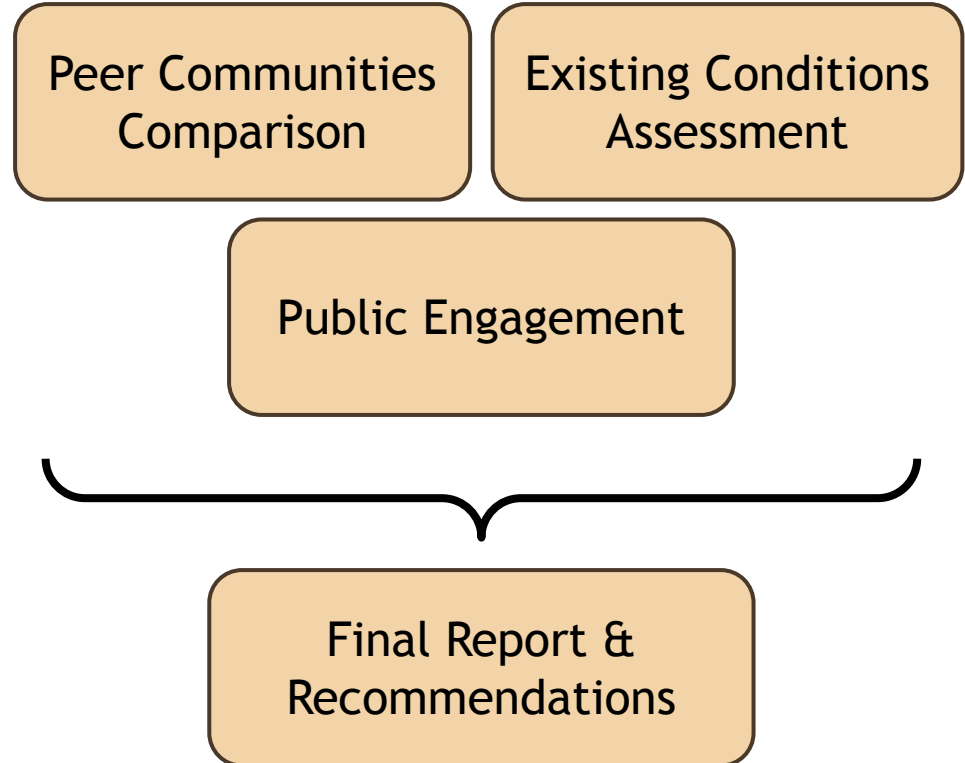 Peer Communities
Comparison
Existing Conditions
Assessment
Public Engagement
Final Report &
Recommendations